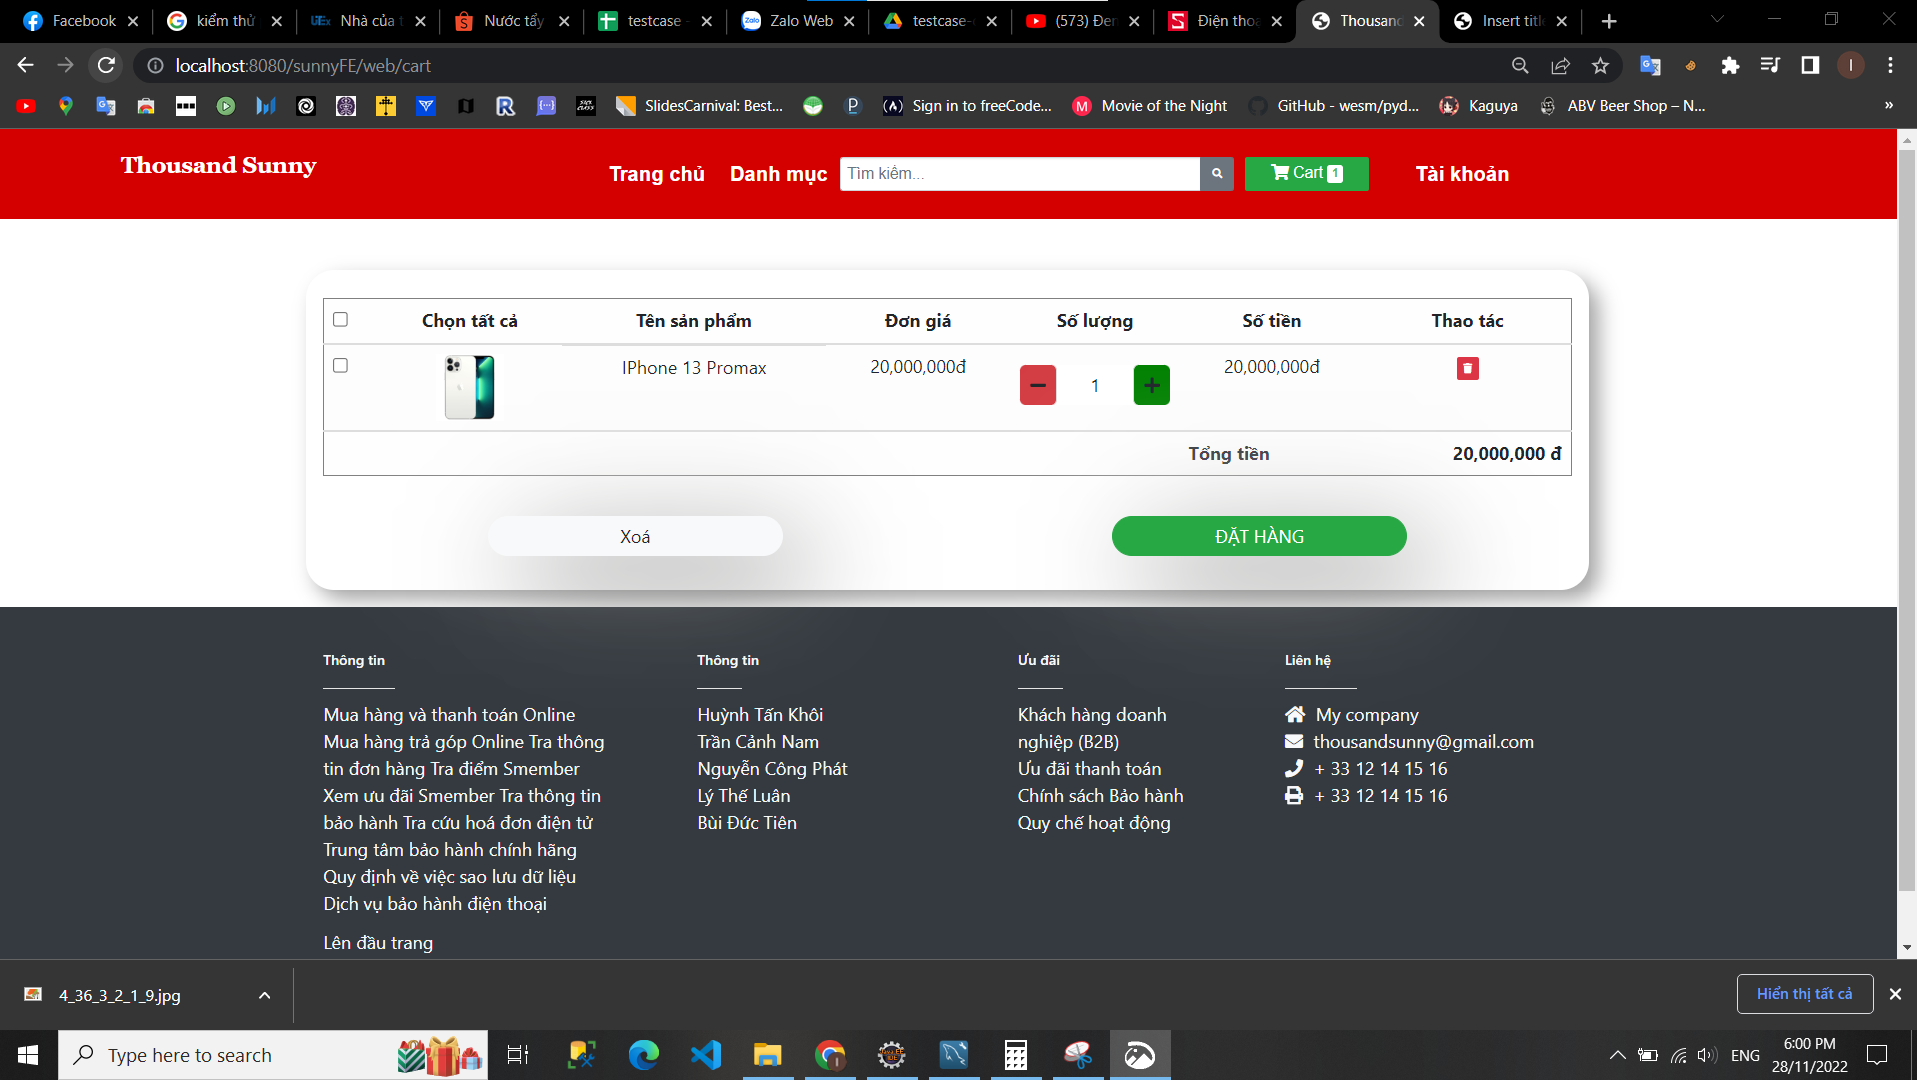 Facebook
kiểm thử
Nhà của t
Nước tẩy
testcase -
Zalo Web
testcase-
(573) Đen
Điện thoạ
Thousand
Insert title
localhost:8080/sunnyFE/web/cart
SlidesCarnival: Best...
Sign in to freeCode...
Movie of the Night
GitHub - wesm/pyd...
Kaguya
ABV Beer Shop – N...
»
Thousand Sunny
Trang chủ
Danh mục
Tìm kiếm...
Cart 1
Tài khoản
Chọn tất cả
Tên sản phẩm
Đơn giá
Số lượng
Số tiền
Thao tác
IPhone 13 Promax
20,000,000đ
1
20,000,000đ
Tổng tiền
20,000,000 đ
Xoá
ĐẶT HÀNG
Thông tin
Mua hàng và thanh toán Online
Mua hàng trả góp Online Tra thông
tin đơn hàng Tra điểm Smember
Xem ưu đãi Smember Tra thông tin
bảo hành Tra cứu hoá đơn điện tử
Trung tâm bảo hành chính hãng
Quy định về việc sao lưu dữ liệu
Dịch vụ bảo hành điện thoại
Lên đầu trang
Thông tin
Huỳnh Tấn Khôi
Trần Cảnh Nam
Nguyễn Công Phát
Lý Thế Luân
Bùi Đức Tiên
Ưu đãi
Khách hàng doanh
nghiệp (B2B)
Ưu đãi thanh toán
Chính sách Bảo hành
Quy chế hoạt động
Liên hệ
My company
thousandsunny@gmail.com
+ 33 12 14 15 16
+ 33 12 14 15 16
4_36_3_2_1_9.jpg
Hiển thị tất cả
Type here to search
ENG
6:00 PM
28/11/2022